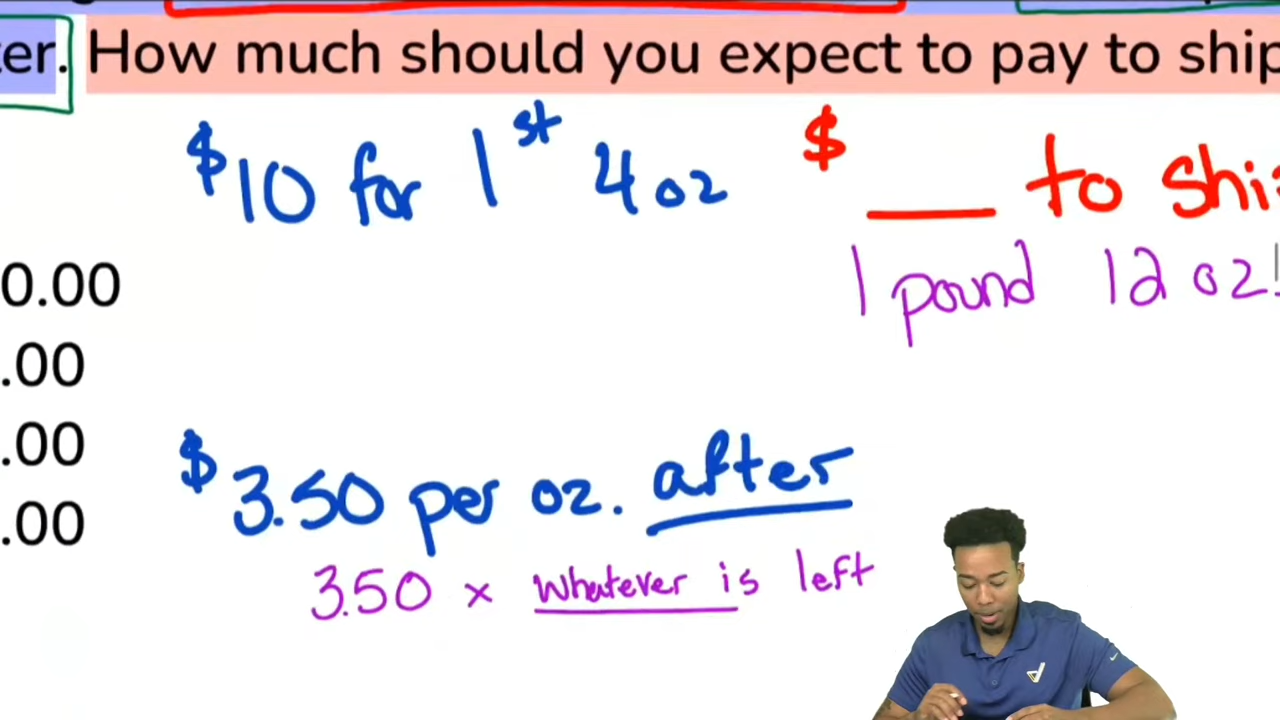 er. How much should you expect to pay to ship
$10 for 1st 4oz
$ ___ to ship
1 pound 12 oz!
0.00
.00
.00
.00
$3.50 per oz. after
3.50 x whatever is left